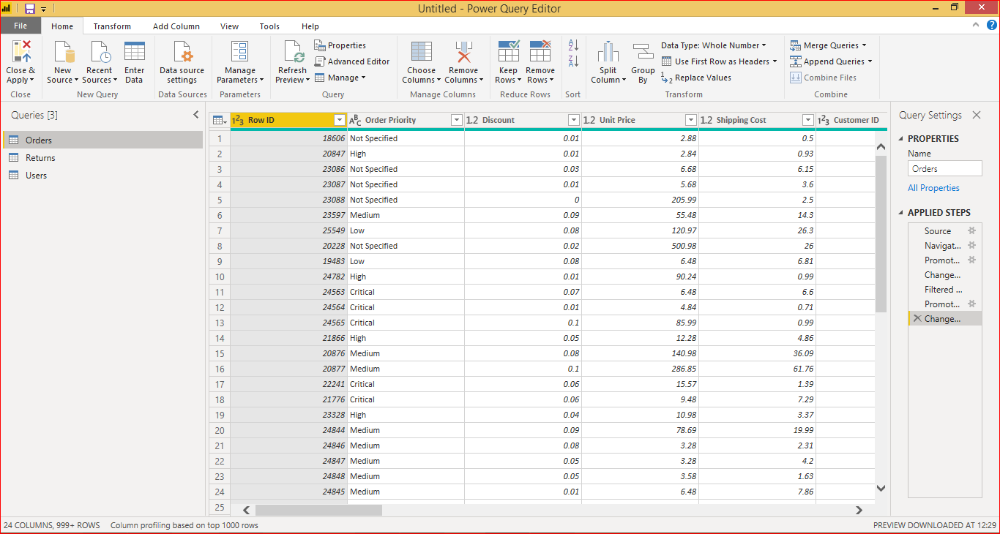 Untitled - Power Query Editor
File Home Transform Add Column View Tools Help
Close & Apply
Close
New Source
Recent Sources
Enter Data
New Query
Data source settings
Data Sources
Manage Parameters
Parameters
Refresh Preview
Properties
Advanced Editor
Manage
Query
Choose Columns
Remove Columns
Manage Columns
Keep Rows
Remove Rows
Reduce Rows
Sort
Split Column
Group By
Data Type: Whole Number
Use First Row as Headers
Replace Values
Transform
Merge Queries
Append Queries
Combine Files
Combine
Queries [3]
Orders
Returns
Users
Row ID Order Priority Discount Unit Price Shipping Cost Customer ID
1 18606 Not Specified 0.01 2.88 0.5
2 20847 High 0.01 2.84 0.93
3 23086 Not Specified 0.03 6.68 6.15
4 23087 Not Specified 0.01 5.68 3.6
5 23088 Not Specified 0 205.99 2.5
6 23597 Medium 0.09 55.48 14.3
7 25549 Low 0.08 120.97 26.3
8 20228 Not Specified 0.02 500.98 26
9 19483 Low 0.08 6.48 6.81
10 24782 High 0.01 90.24 0.99
11 24563 Critical 0.07 6.48 6.6
12 24564 Critical 0.01 4.84 0.71
13 24565 Critical 0.1 85.99 0.99
14 21866 High 0.05 12.28 4.86
15 20876 Medium 0.08 140.98 36.09
16 20877 Medium 0.1 286.85 61.76
17 22241 Critical 0.06 15.57 1.39
18 21776 Critical 0.06 9.48 7.29
19 23328 High 0.04 10.98 3.37
20 24844 Medium 0.09 78.69 19.99
21 24846 Medium 0.08 3.28 2.31
22 24847 Medium 0.05 3.28 4.2
23 24848 Medium 0.05 3.58 1.63
24 24845 Medium 0.01 6.48 7.86
25
Query Settings
PROPERTIES
Name
Orders
All Properties
APPLIED STEPS
Source
Navigat...
Promot...
Change...
Filtered ...
Promot...
Change...
24 COLUMNS, 999+ ROWS Column profiling based on top 1000 rows PREVIEW DOWNLOADED AT 12:29